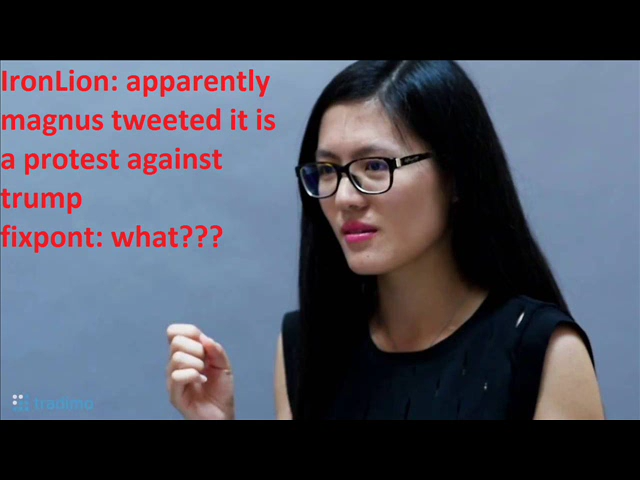 IronLion: apparently
magnus tweeted it is
a protest against
trump
fixpont: what???
tradimo